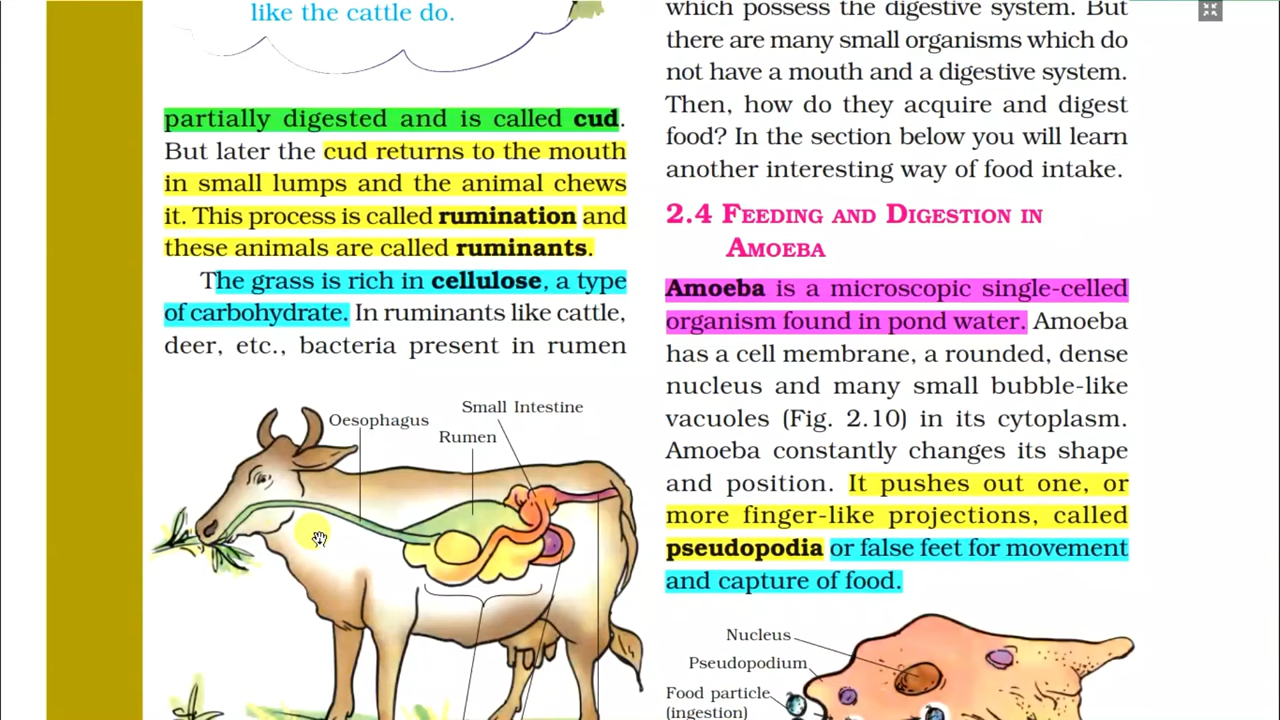 like the cattle do.
partially digested and is called cud.
But later the cud returns to the mouth
in small lumps and the animal chews
it. This process is called rumination and
these animals are called ruminants.
The grass is rich in cellulose, a type
of carbohydrate. In ruminants like cattle,
deer, etc., bacteria present in rumen
Oesophagus
Small Intestine
Rumen
which possess the digestive system. But
there are many small organisms which do
not have a mouth and a digestive system.
Then, how do they acquire and digest
food? In the section below you will learn
another interesting way of food intake.
2.4 FEEDING AND DIGESTION IN
AMOEBA
Amoeba is a microscopic single-celled
organism found in pond water. Amoeba
has a cell membrane, a rounded, dense
nucleus and many small bubble-like
vacuoles (Fig. 2.10) in its cytoplasm.
Amoeba constantly changes its shape
and position. It pushes out one, or
more finger-like projections, called
pseudopodia or false feet for movement
and capture of food.
Nucleus
Pseudopodium
Food particle
(ingestion)